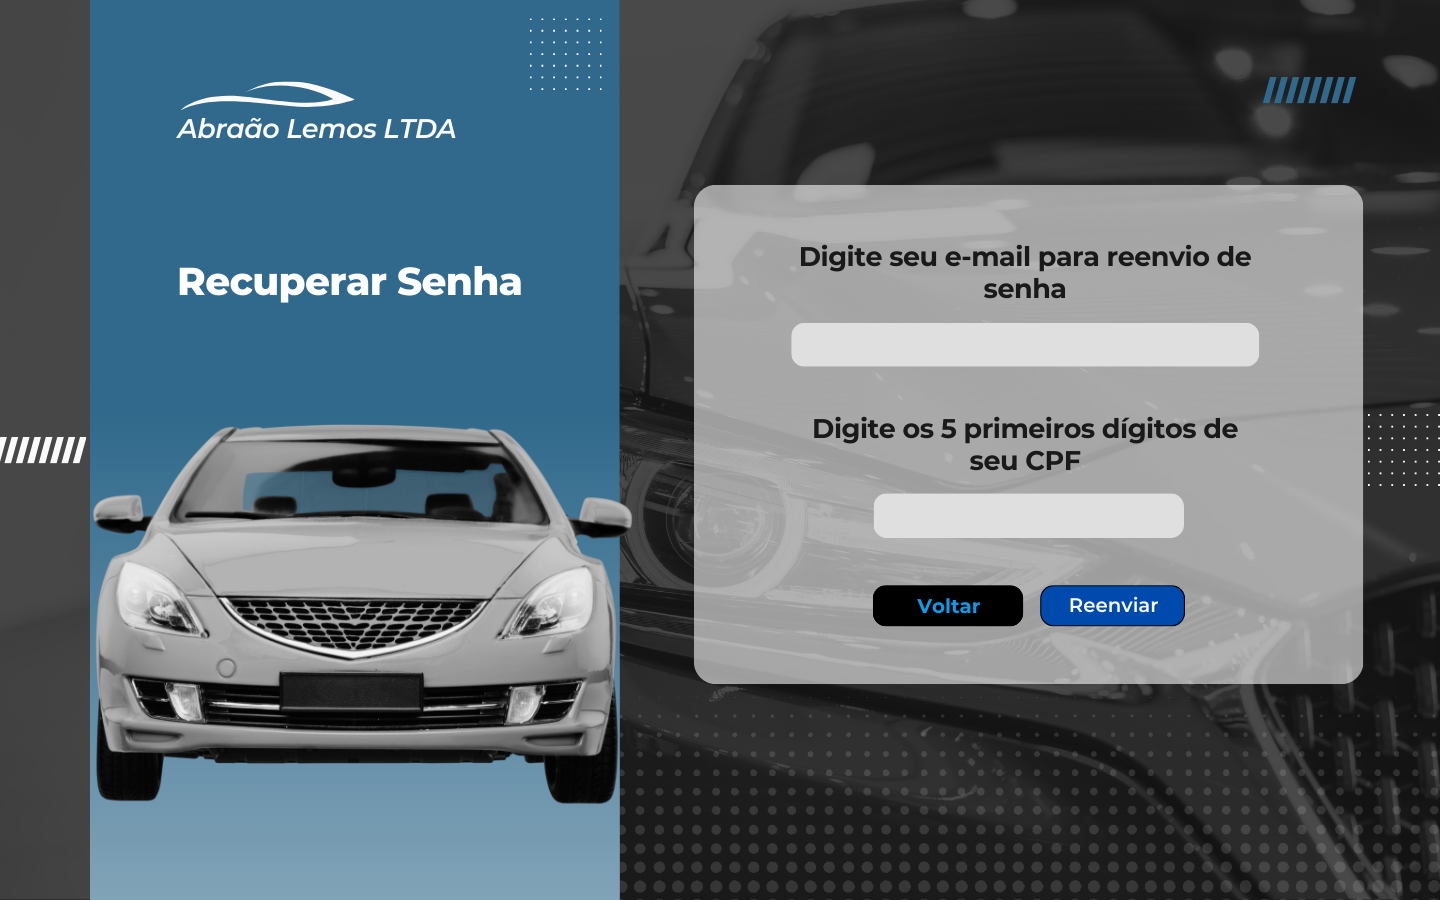 Abraão Lemos LTDA
Recuperar Senha
Digite seu e-mail para reenvio de
senha
Digite os 5 primeiros dígitos de
seu CPF
Voltar
Reenviar